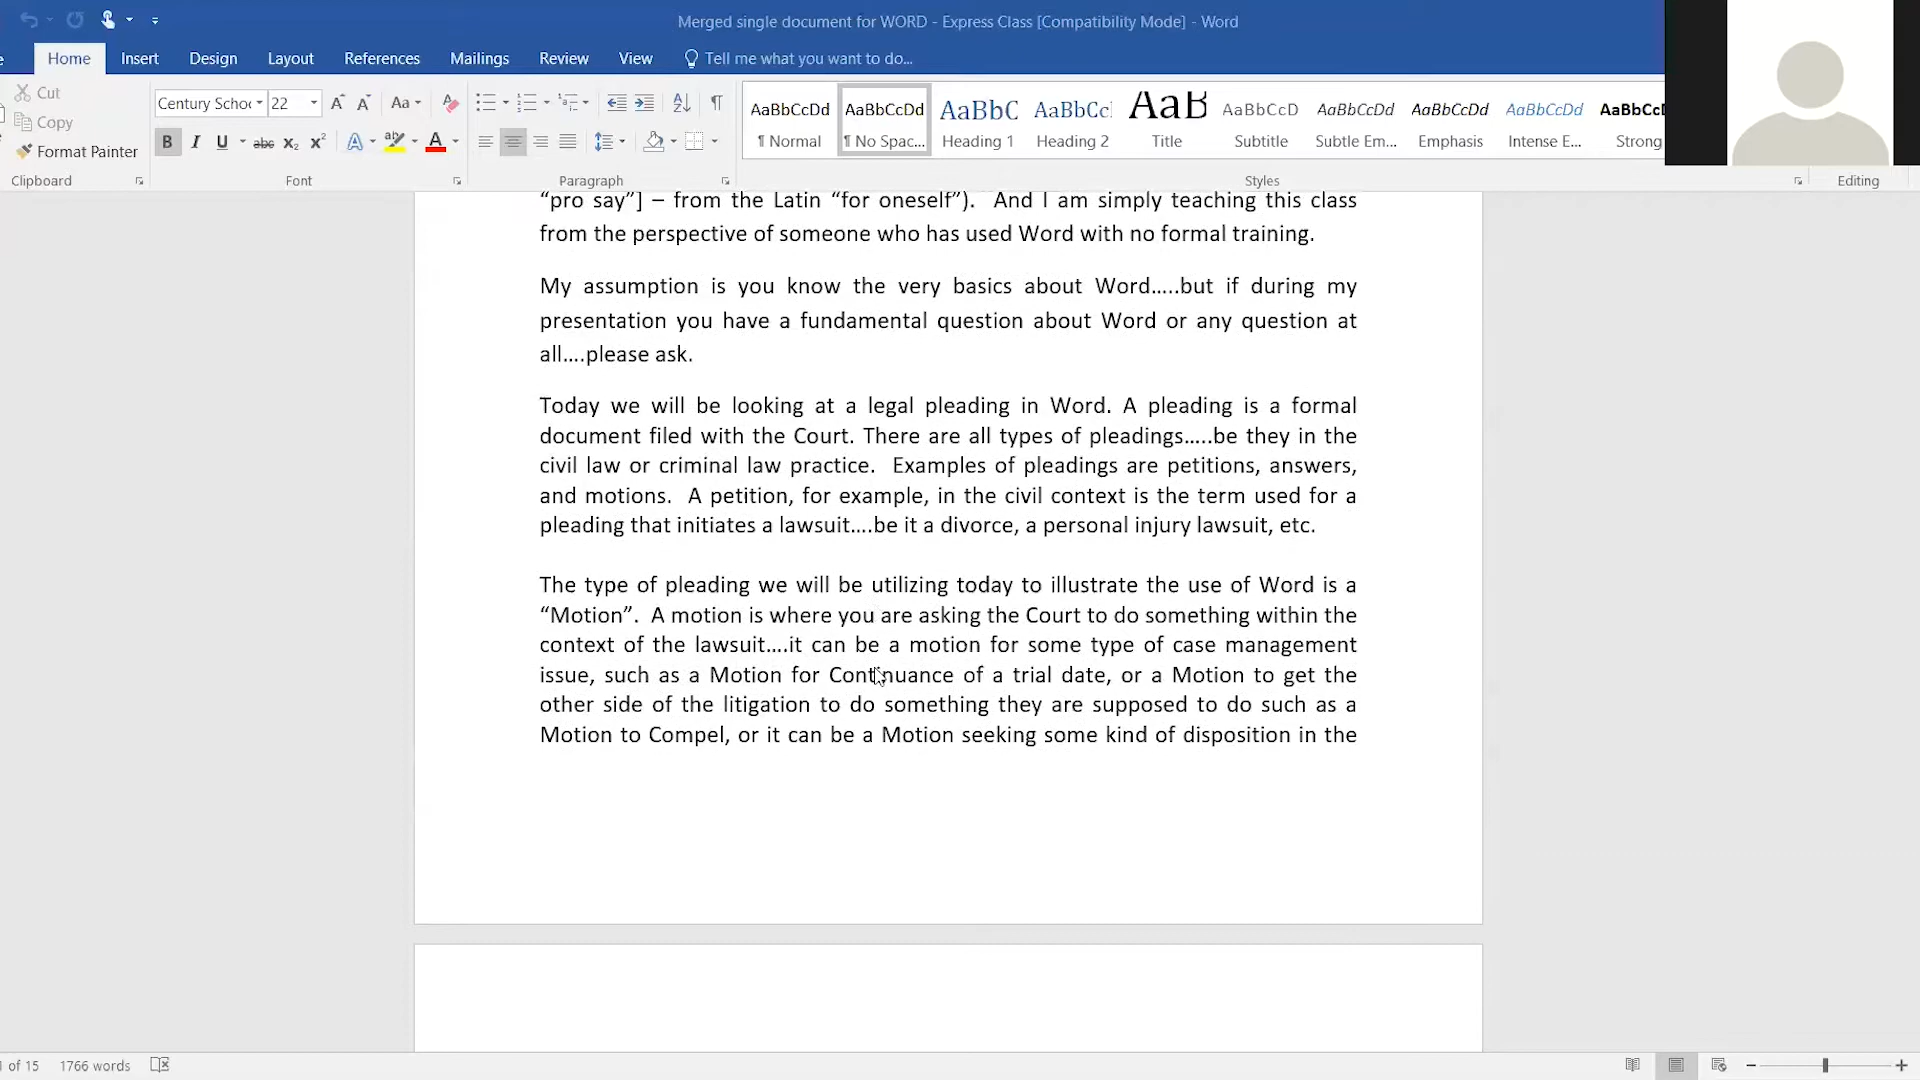 Merged single document for WORD - Express Class [Compatibility Mode] - Word
Home Insert Design Layout References Mailings Review View Tell me what you want to do...
Cut
Copy
Format Painter
Clipboard
Century Schoo 22
Aa
B I U abc x₂ x² A A
Font
Paragraph
AaBbCcDd AaBbCcDd AaBbC AaBbCc AaB AaBbCcD AaBbCcDd AaBbCcDd AaBbCcDd AaBbCcD
¶ Normal ¶ No Spac... Heading 1 Heading 2 Title Subtitle Subtle Em... Emphasis Intense E... Strong
Styles
Editing
“pro say”] – from the Latin “for oneself”). And I am simply teaching this class
from the perspective of someone who has used Word with no formal training.
My assumption is you know the very basics about Word…..but if during my
presentation you have a fundamental question about Word or any question at
all….please ask.
Today we will be looking at a legal pleading in Word. A pleading is a formal
document filed with the Court. There are all types of pleadings…..be they in the
civil law or criminal law practice. Examples of pleadings are petitions, answers,
and motions. A petition, for example, in the civil context is the term used for a
pleading that initiates a lawsuit….be it a divorce, a personal injury lawsuit, etc.
The type of pleading we will be utilizing today to illustrate the use of Word is a
“Motion”. A motion is where you are asking the Court to do something within the
context of the lawsuit….it can be a motion for some type of case management
issue, such as a Motion for Continuance of a trial date, or a Motion to get the
other side of the litigation to do something they are supposed to do such as a
Motion to Compel, or it can be a Motion seeking some kind of disposition in the
of 15 1766 words